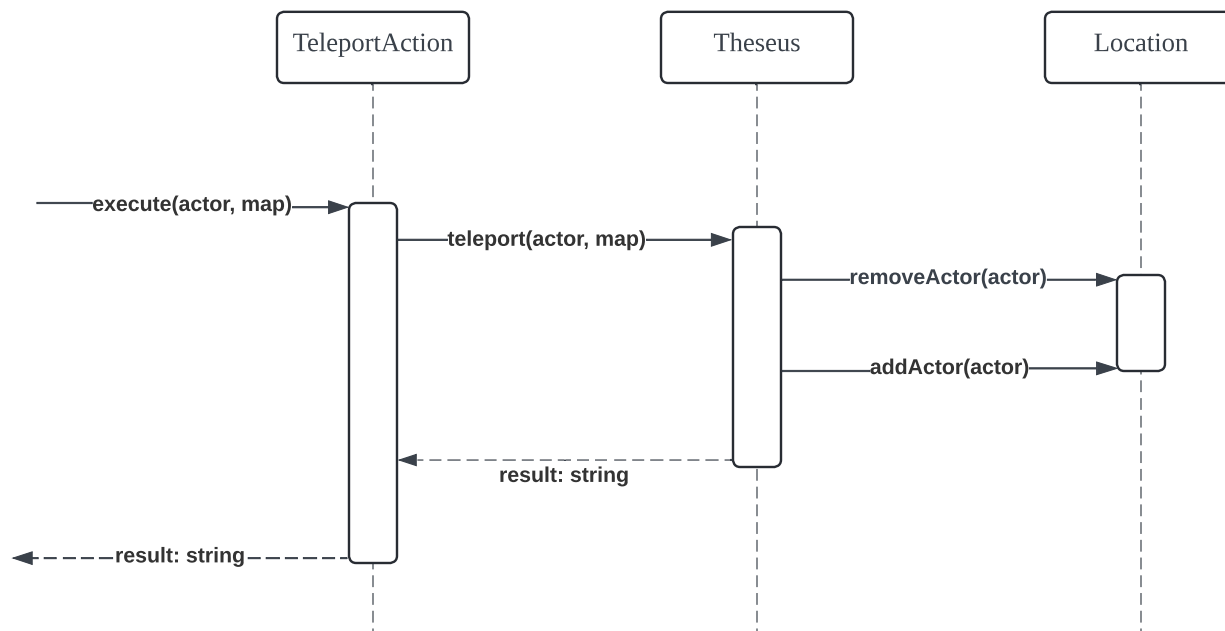 TeleportAction
Theseus
Location
execute(actor, map)
teleport(actor, map)
removeActor(actor)
addActor(actor)
result: string
result: string